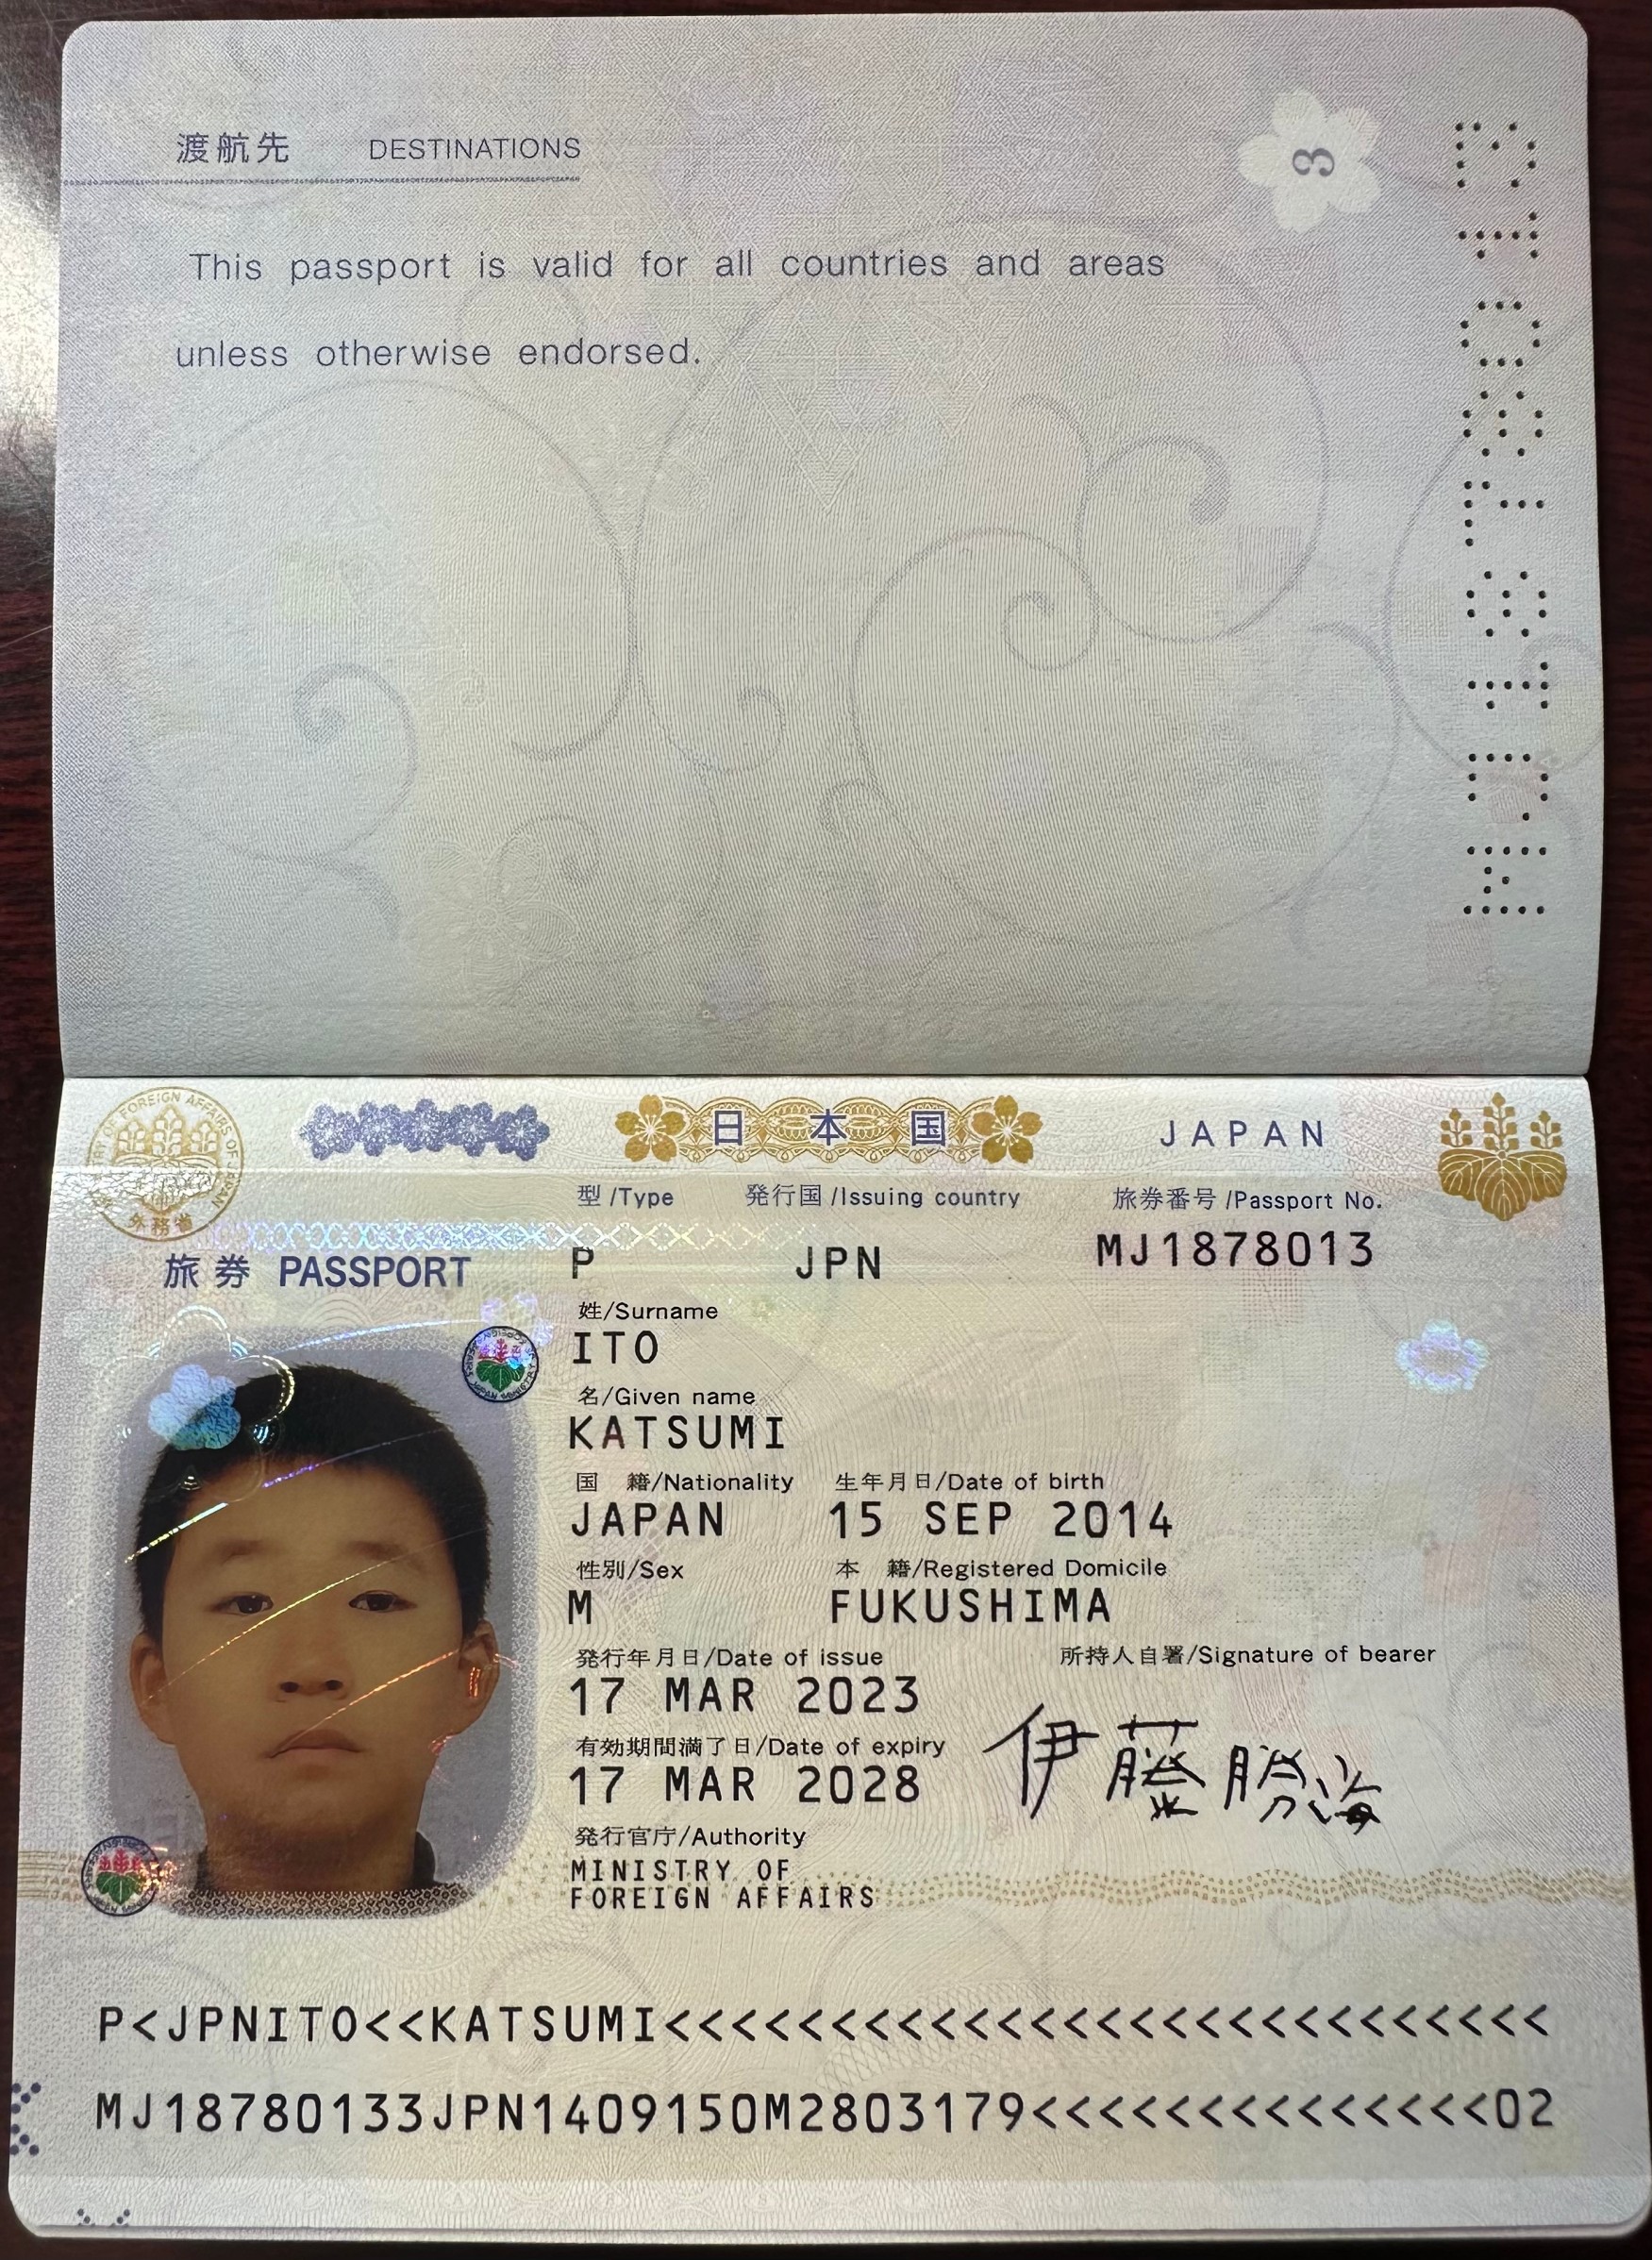 渡航先 DESTINATIONS
This passport is valid for all countries and areas
unless otherwise endorsed.
3
MJ1878013
日本国 JAPAN
型/Type 発行国/Issuing country 旅券番号/Passport No.
旅券 PASSPORT P JPN MJ1878013
姓/Surname
ITO
名/Given name
KATSUMI
国 籍/Nationality 生年月日/Date of birth
JAPAN 15 SEP 2014
性別/Sex 本 籍/Registered Domicile
M FUKUSHIMA
発行年月日/Date of issue 所持人自署/Signature of bearer
17 MAR 2023
有効期間満了日/Date of expiry
17 MAR 2028
伊藤勝海
発行官庁/Authority
MINISTRY OF
FOREIGN AFFAIRS
外務省
P<JPNITO<<KATSUMI<<<<<<<<<<<<<<<<<<<<<<<<<<<
MJ18780133JPN1409150M2803179<<<<<<<<<<<<<<02